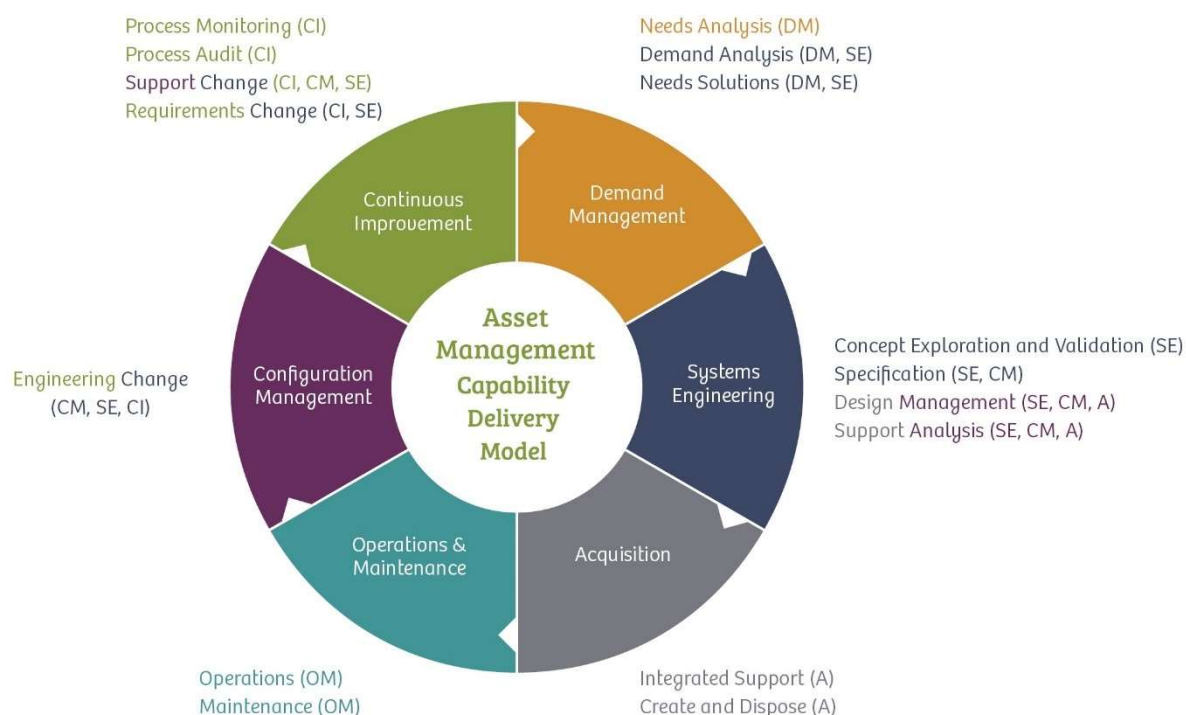 Process Monitoring (CI)
Process Audit (CI)
Support Change (CI, CM, SE)
Requirements Change (CI, SE)
Needs Analysis (DM)
Demand Analysis (DM, SE)
Needs Solutions (DM, SE)
Continuous
Improvement
Demand
Management
Asset
Management
Capability
Delivery
Model
Engineering Change
(CM, SE, CI)
Configuration
Management
Systems
Engineering
Concept Exploration and Validation (SE)
Specification (SE, CM)
Design Management (SE, CM, A)
Support Analysis (SE, CM, A)
Operations &
Maintenance
Acquisition
Operations (OM)
Maintenance (OM)
Integrated Support (A)
Create and Dispose (A)